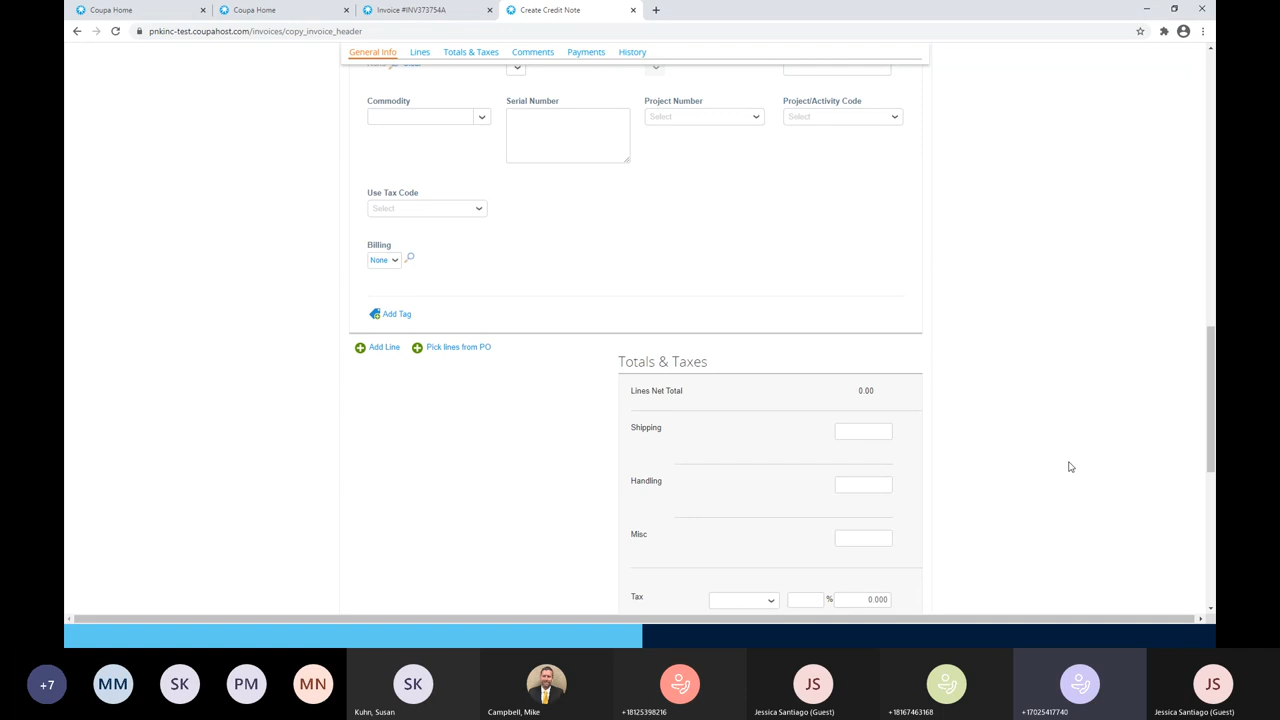 Coupa Home
Coupa Home
Invoice #INV373754A
Create Credit Note
pnkinc-test.coupahost.com/invoices/copy_invoice_header
General Info Lines Totals & Taxes Comments Payments History
Commodity Serial Number Project Number Project/Activity Code
Select Select
Use Tax Code
Select
Billing
None
Add Tag
Add Line Pick lines from PO
Totals & Taxes
Lines Net Total 0.00
Shipping
Handling
Misc
Tax % 0.000
+7 MM SK PM MN SK JS JS
Kuhn, Susan Campbell, Mike +18125398216 Jessica Santiago (Guest) +18167463168 +17025417740 Jessica Santiago (Guest)